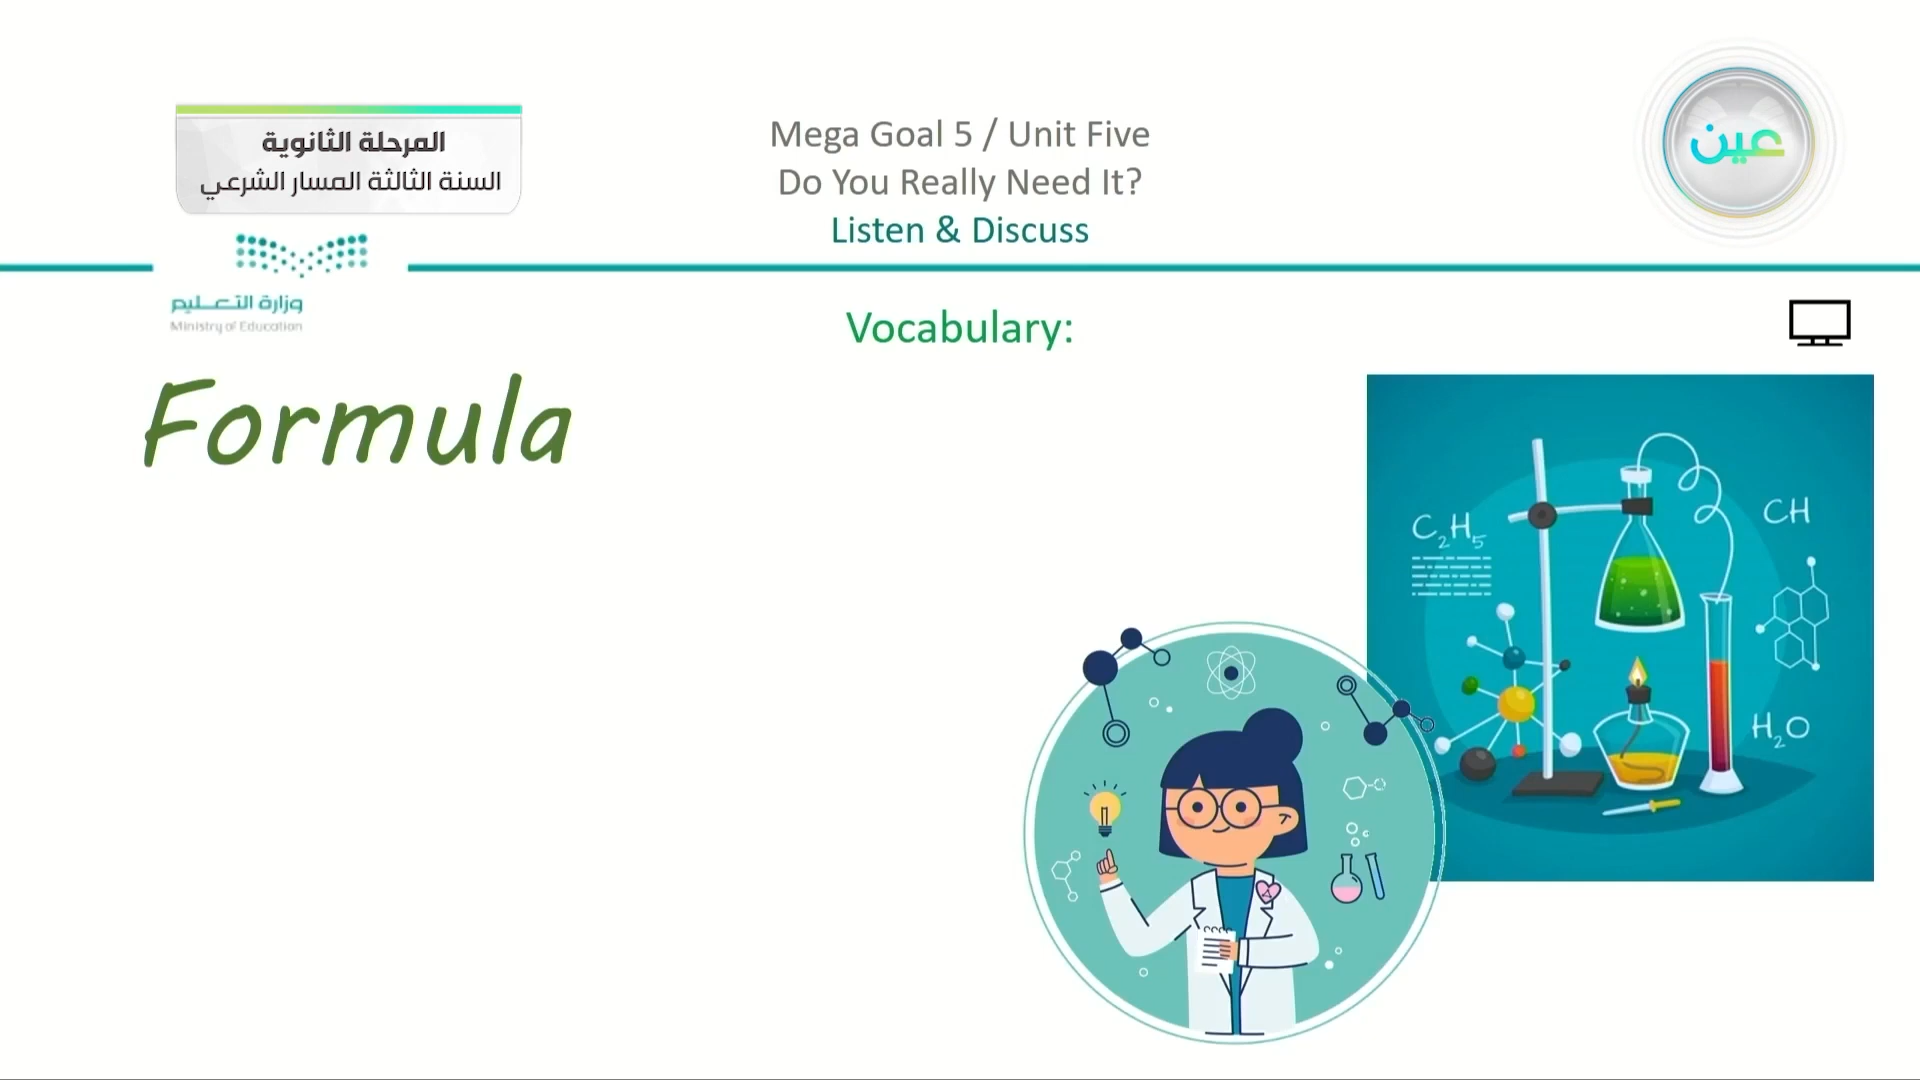 المرحلة الثانوية
السنة الثالثة المسار الشرعي
Mega Goal 5 / Unit Five
Do You Really Need It?
Listen & Discuss
عين
وزارة التعليم
Ministry of Education
Vocabulary:
Formula
C₂H₅
CH
H₂O